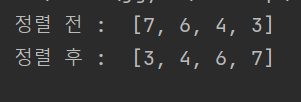 정렬 전 :  [7, 6, 4, 3]
정렬 후 :  [3, 4, 6, 7]